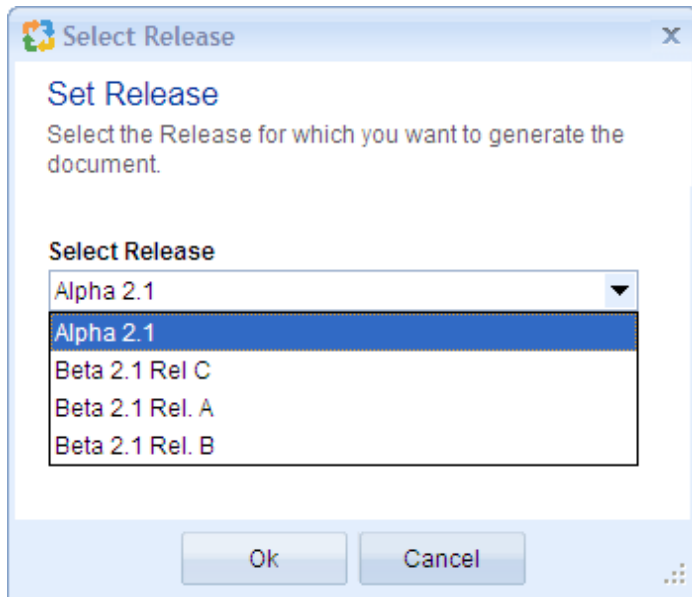 Select Release
Set Release
Select the Release for which you want to generate the
document.
Select Release
Alpha 2.1
Alpha 2.1
Beta 2.1 Rel C
Beta 2.1 Rel. A
Beta 2.1 Rel. B
Ok
Cancel